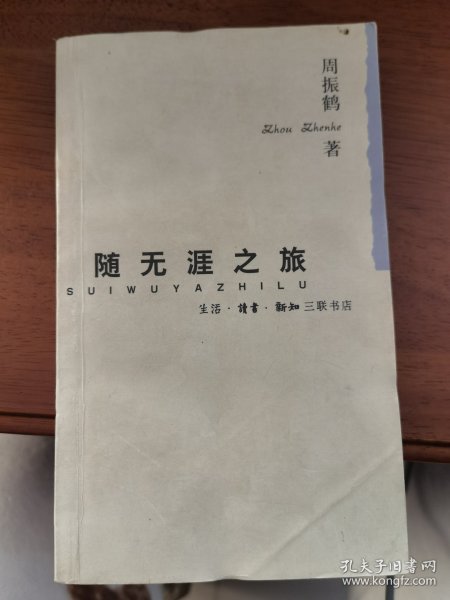 周振鹤
Zhou Zhenhe
著
随无涯之旅
SUIWUYAZHILU
生活·讀書·新知三联书店
孔夫子旧书网
www.kongfz.com